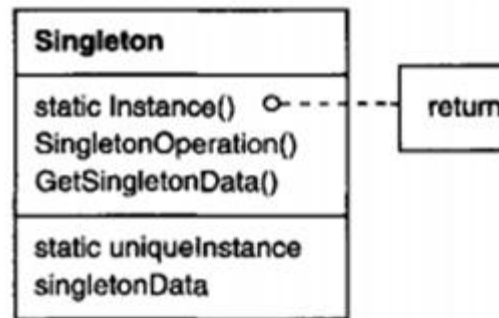 Singleton
static Instance()
return
SingletonOperation()
GetSingletonData()
static uniqueInstance
singletonData